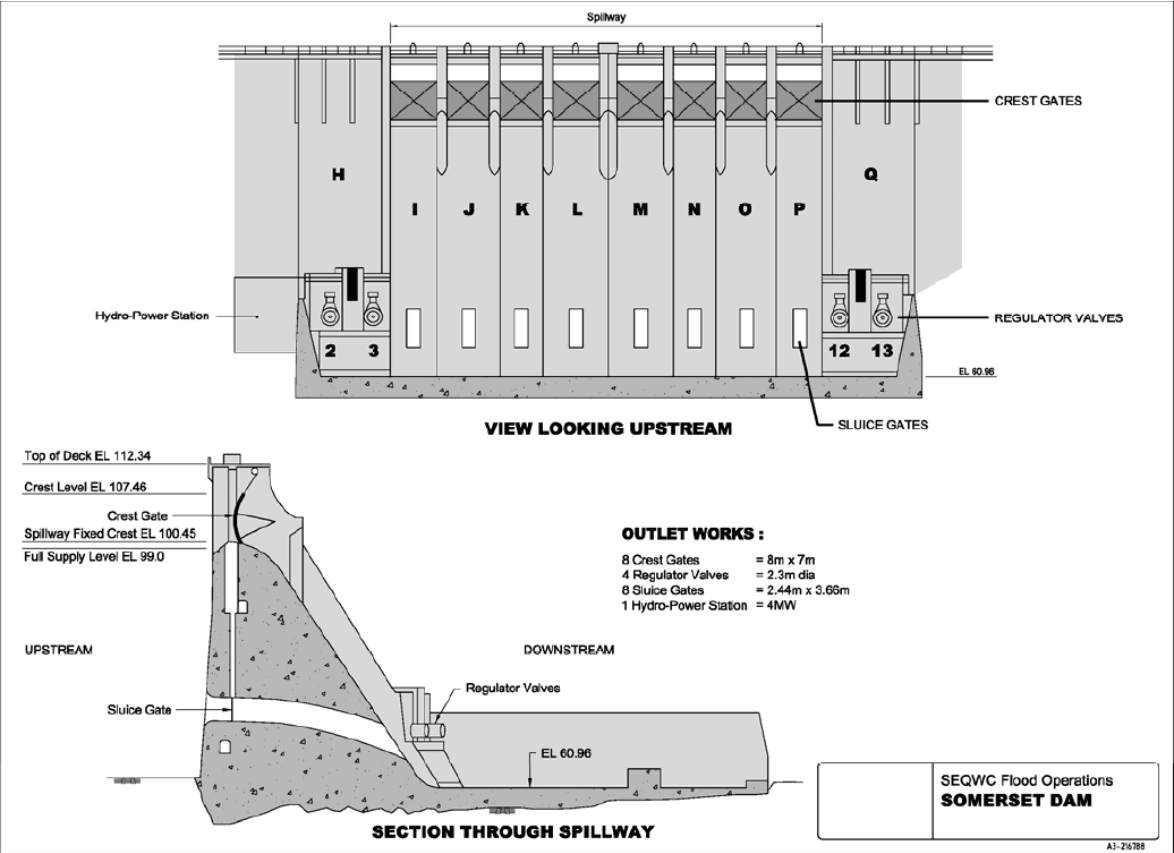 Spillway
CREST GATES
H
Q
I J K L M N O P
Hydro-Power Station
REGULATOR VALVES
2 3
12 13
EL 60.96
SLUICE GATES
VIEW LOOKING UPSTREAM
Top of Deck EL 112.34
Crest Level EL 107.46
Crest Gate
Spillway Fixed Crest EL 100.45
Full Supply Level EL 99.0
OUTLET WORKS :
8 Crest Gates = 8m x 7m
4 Regulator Valves = 2.3m dia
8 Sluice Gates = 2.44m x 3.66m
1 Hydro-Power Station = 4MW
UPSTREAM
DOWNSTREAM
Regulator Valves
Sluice Gate
EL 60.96
SECTION THROUGH SPILLWAY
SEQWC Flood Operations
SOMERSET DAM
A3-216788